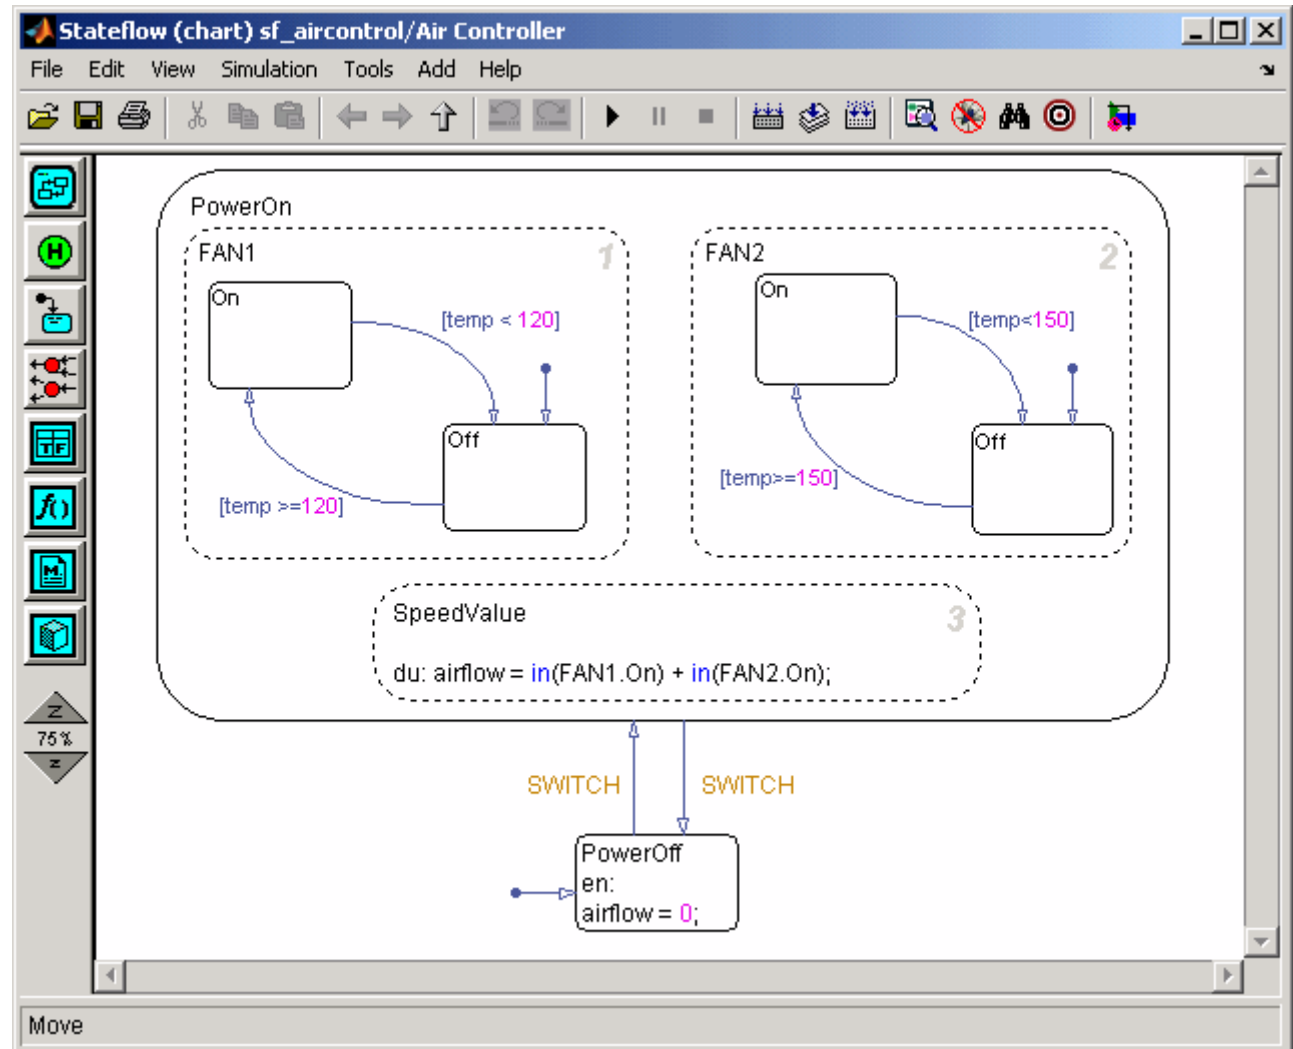 Stateflow (chart) sf_aircontrol/Air Controller
File Edit View Simulation Tools Add Help
PowerOn
FAN1 1
On
[temp < 120]
Off
[temp >=120]
FAN2 2
On
[temp<150]
Off
[temp>=150]
SpeedValue 3
du: airflow = in(FAN1.On) + in(FAN2.On);
H
TF
f()
M
Z
75%
z
SWITCH SWITCH
PowerOff
en:
airflow = 0;
Move